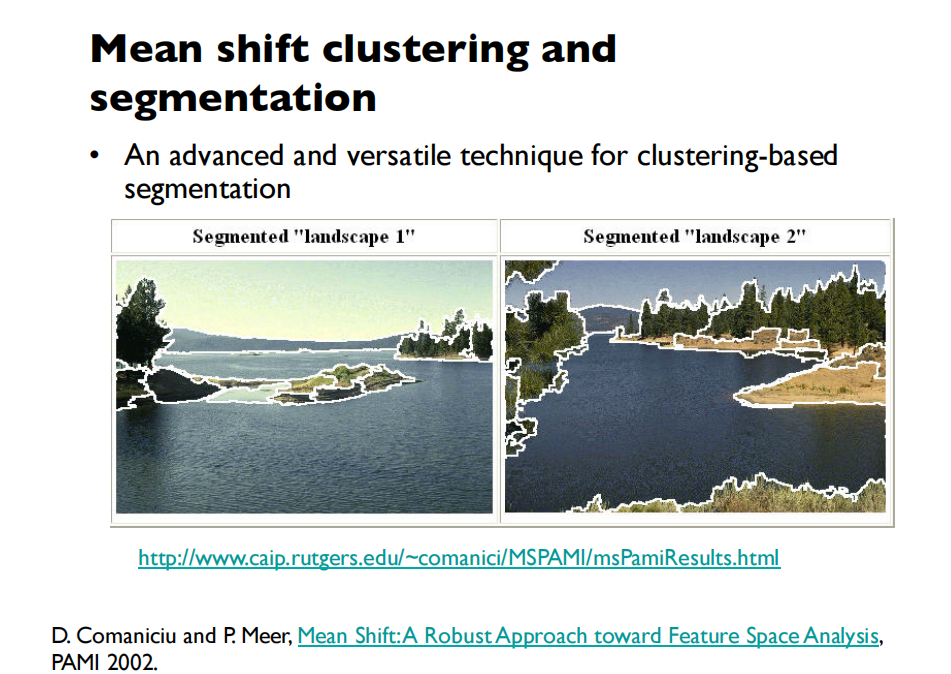 Mean shift clustering and
segmentation
• An advanced and versatile technique for clustering-based
segmentation
Segmented "landscape 1"
Segmented "landscape 2"
http://www.caip.rutgers.edu/~comanici/MSPAMI/msPamiResults.html
D. Comaniciu and P. Meer, Mean Shift: A Robust Approach toward Feature Space Analysis,
PAMI 2002.